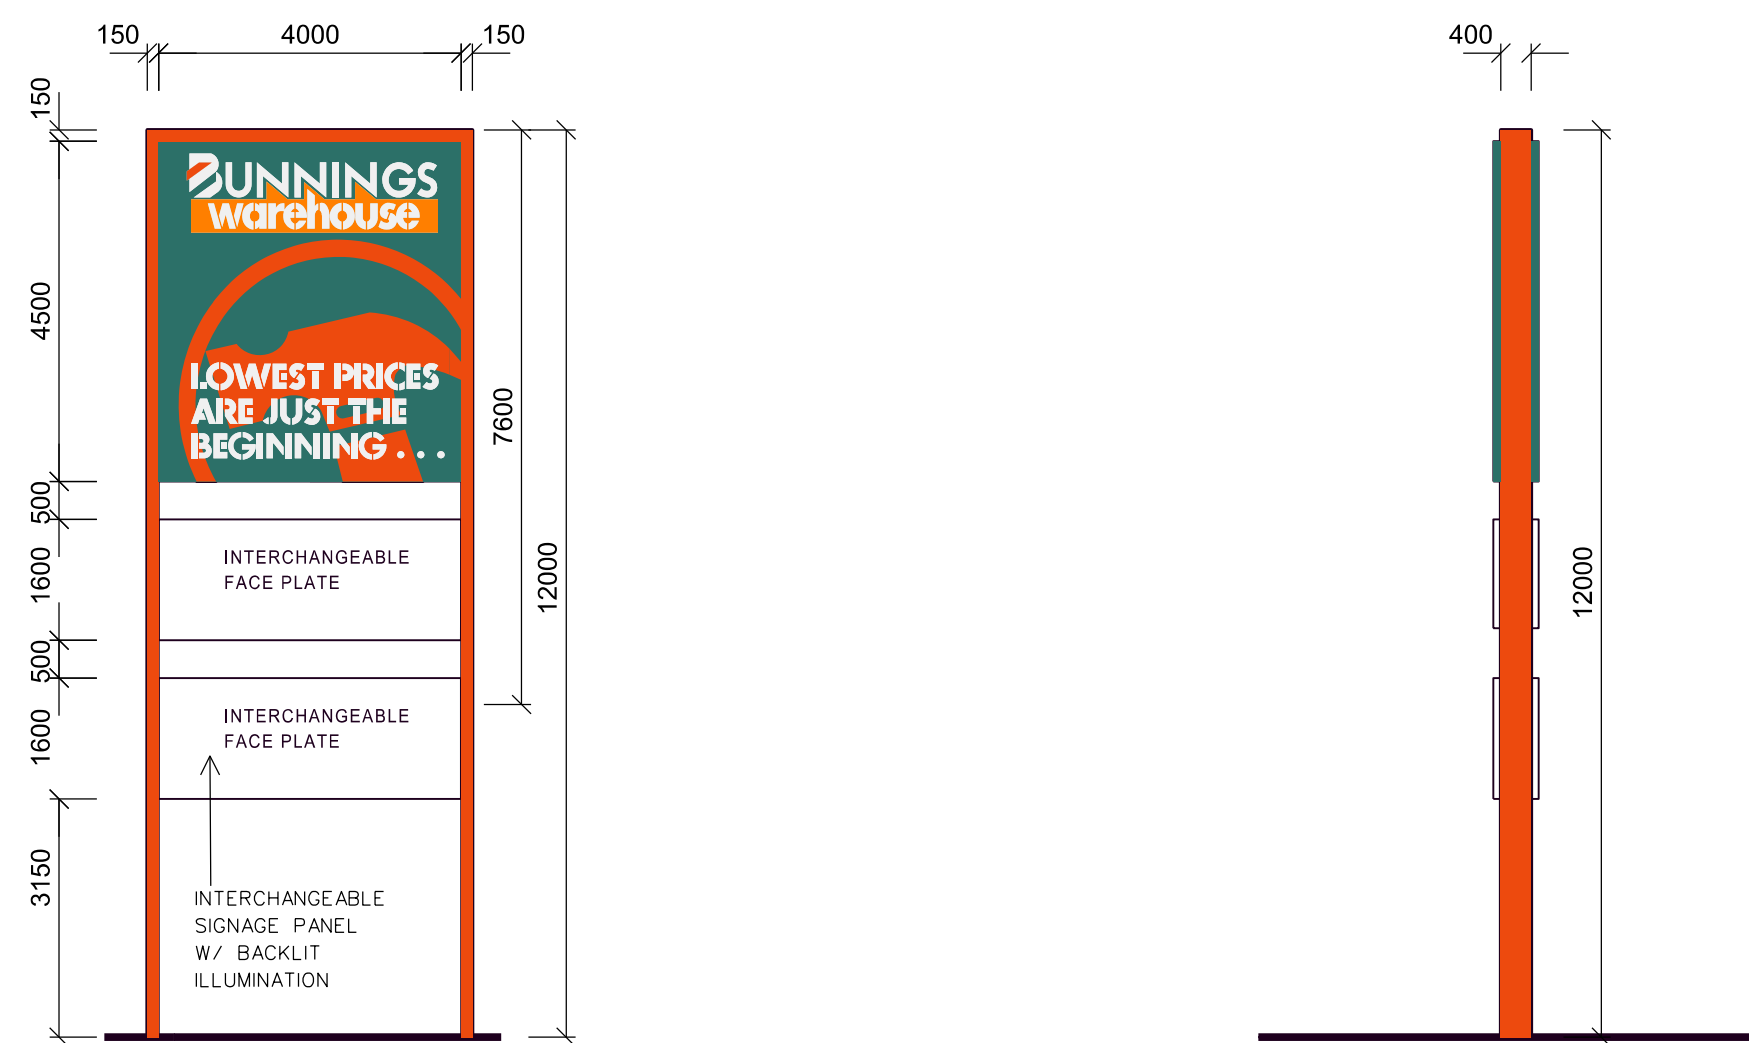 150 4000 150
400
150
BUNNINGS
warehouse
4500
LOWEST PRICES
ARE JUST THE
BEGINNING . . .
7600
500
12000
12000
1600
INTERCHANGEABLE
FACE PLATE
500
1600
INTERCHANGEABLE
FACE PLATE
3150
INTERCHANGEABLE
SIGNAGE PANEL
W/ BACKLIT
ILLUMINATION